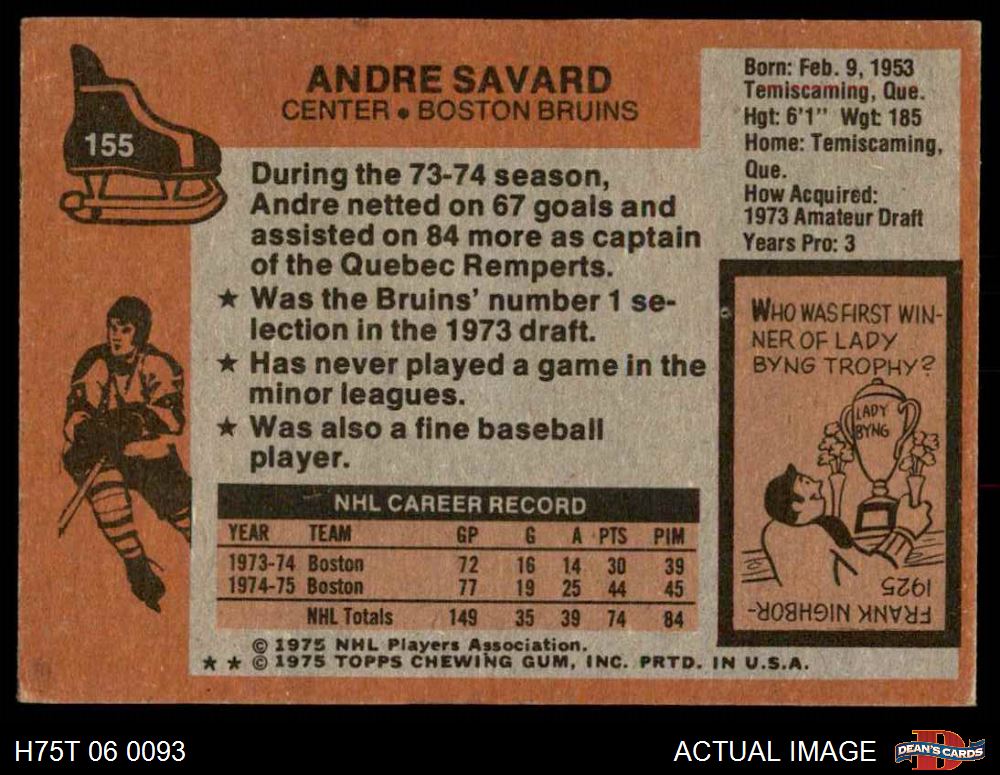 155
ANDRE SAVARD
CENTER • BOSTON BRUINS
During the 73-74 season,
Andre netted on 67 goals and
assisted on 84 more as captain
of the Quebec Remperts.
★ Was the Bruins' number 1 se-
lection in the 1973 draft.
★ Has never played a game in the
minor leagues.
★ Was also a fine baseball
player.
NHL CAREER RECORD
YEAR TEAM GP G A PTS PIM
1973-74 Boston 72 16 14 30 39
1974-75 Boston 77 19 25 44 45
NHL Totals 149 35 39 74 84
© 1975 NHL Players Association.
★ ★ © 1975 TOPPS CHEWING GUM, INC. PRTD. IN U.S.A.
Born: Feb. 9, 1953
Temiscaming, Que.
Hgt: 6'1" Wgt: 185
Home: Temiscaming,
Que.
How Acquired:
1973 Amateur Draft
Years Pro: 3
WHO WAS FIRST WIN-
NER OF LADY
BYNG TROPHY?
LADY
BYNG
FRANK NIGHBOR-
1925
H75T 06 0093
ACTUAL IMAGE
D
DEAN'S CARDS